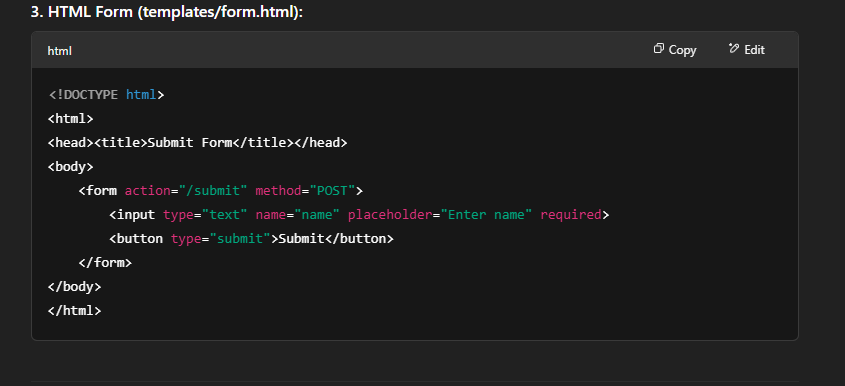 3. HTML Form (templates/form.html):
html Copy Edit
<!DOCTYPE html>
<html>
<head><title>Submit Form</title></head>
<body>
    <form action="/submit" method="POST">
        <input type="text" name="name" placeholder="Enter name" required>
        <button type="submit">Submit</button>
    </form>
</body>
</html>